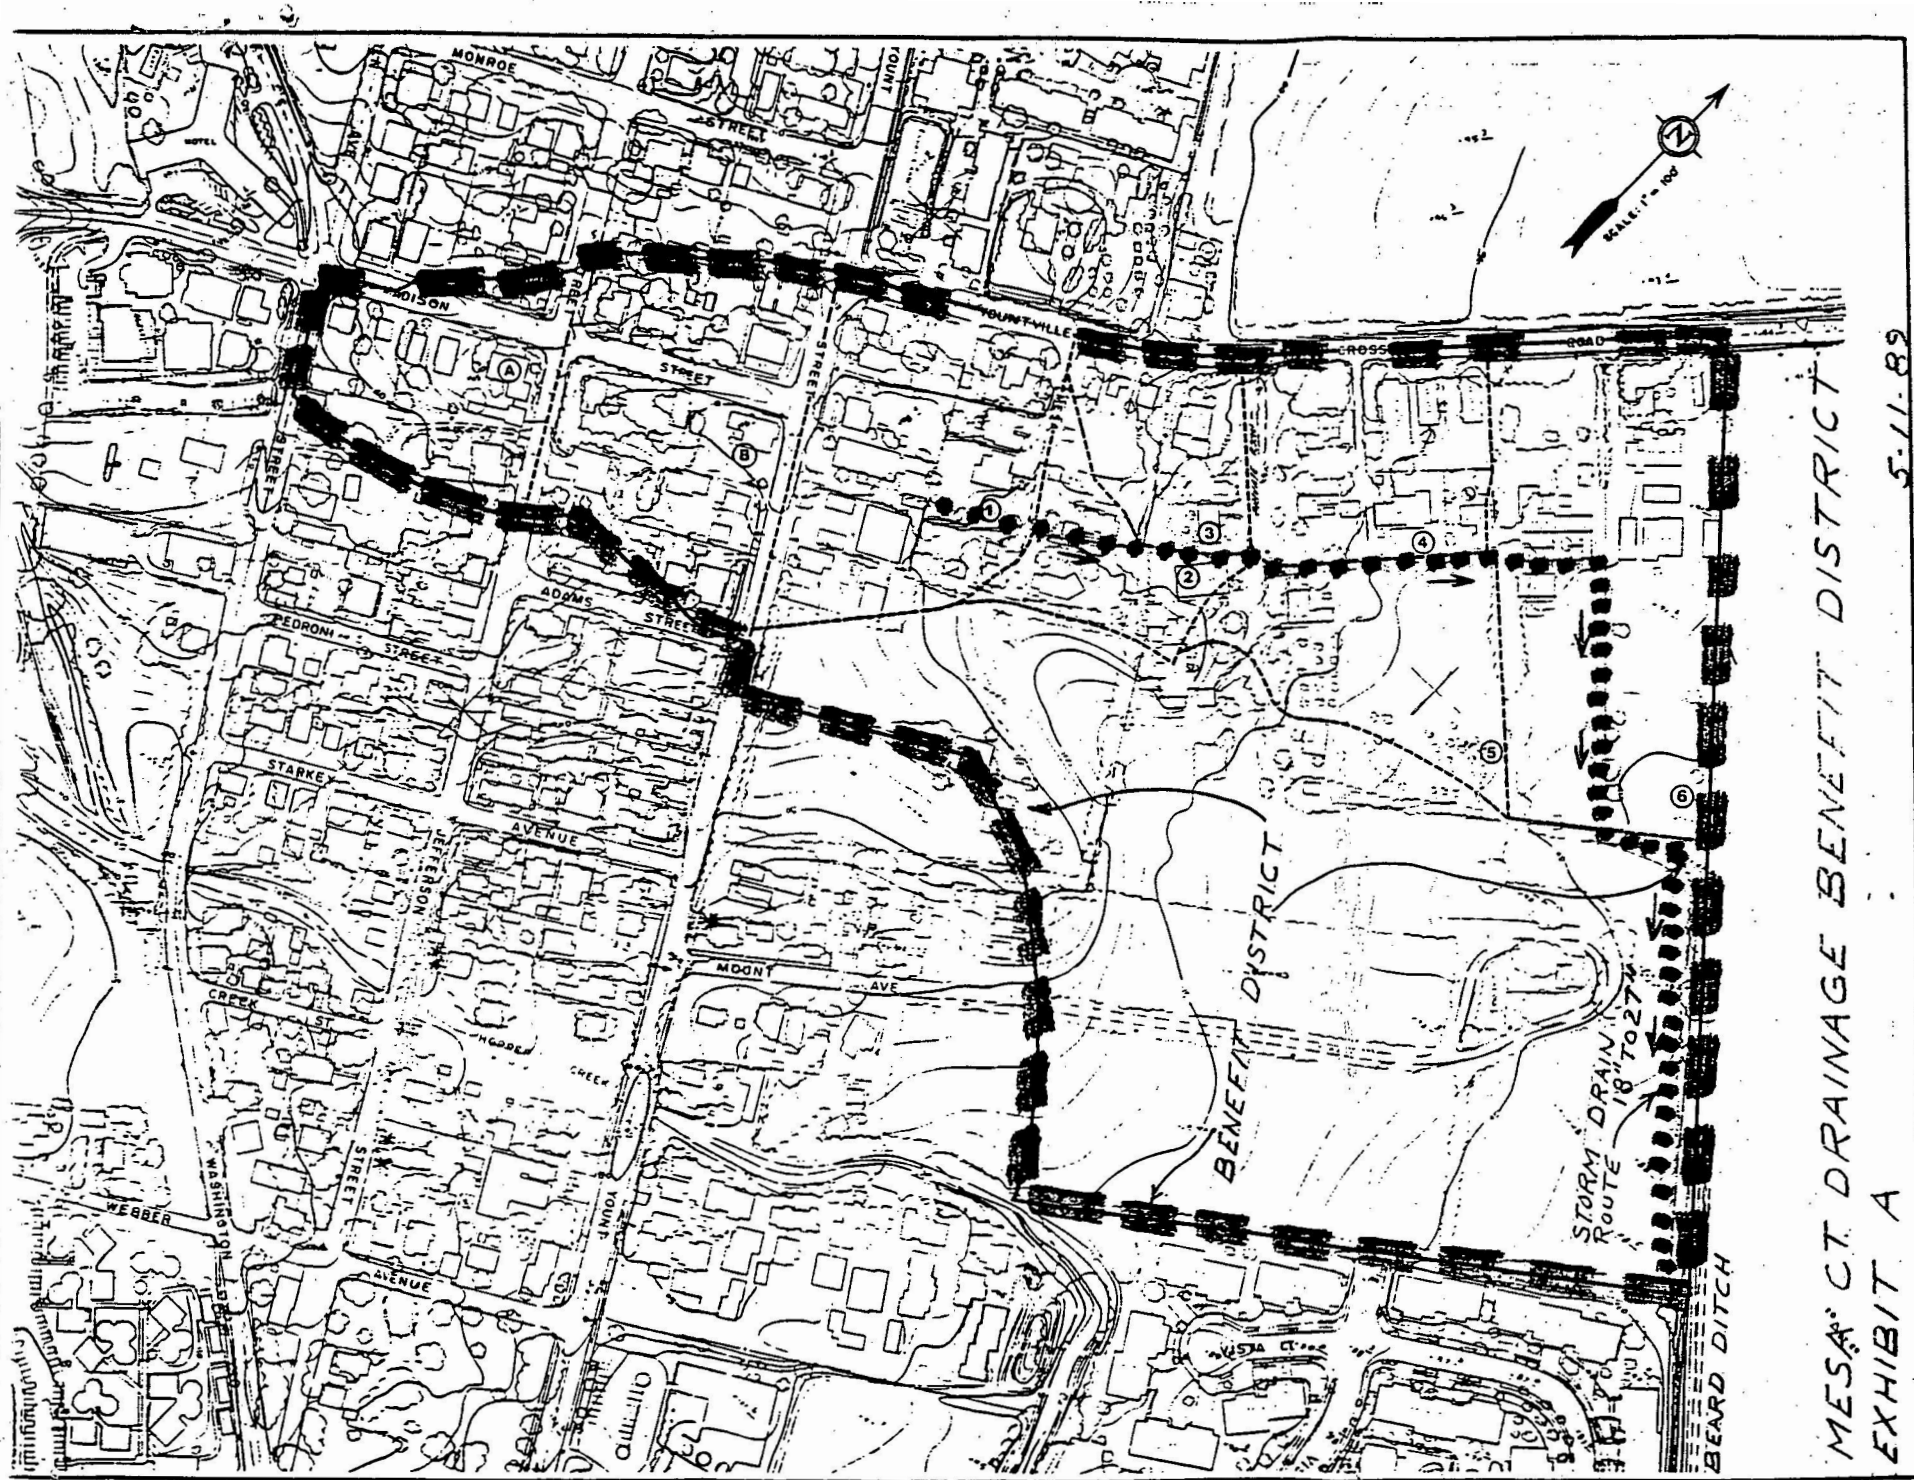 MONROE
STREET
YOUNT
AVE
MOTEL
SCALE: 1" = 100'
N
MADISON
STREET
STREET
YOUNTVILLE
CROSS
ROAD
A
B
1
2
3
4
5
6
STREET
ADAMS
STREET
PEDRONI
STREET
STARKEY
AVENUE
JEFFERSON
STREET
MOUNT
AVE
CREEK
ST
HOPPER
CREEK
WASHINGTON
WEBBER
AVENUE
YOUNT
VISTA CT.
BENEFIT DISTRICT
STORM DRAIN
ROUTE 18" TO 27"
BEARD DITCH
MESA CT. DRAINAGE BENEFIT DISTRICT
EXHIBIT A
5-11-89